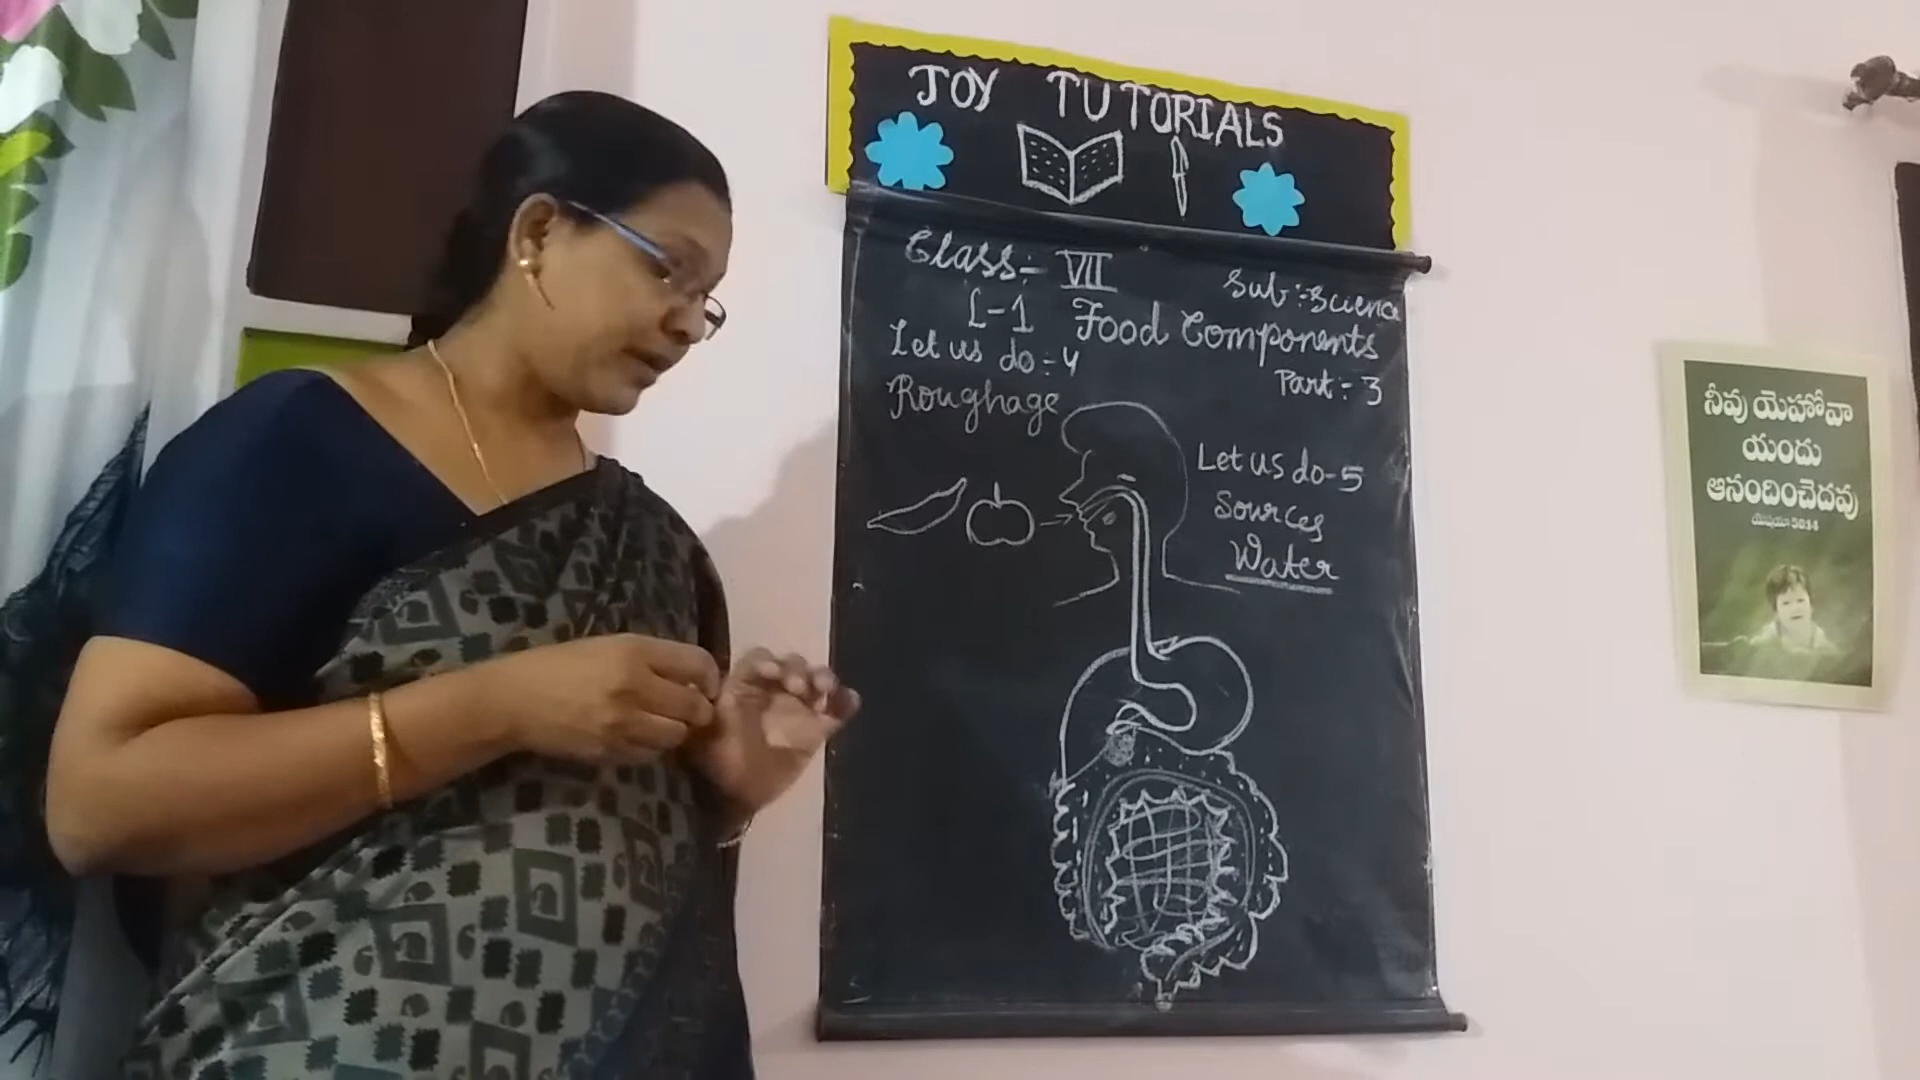 JOY TUTORIALS
Class:- VII
Sub:-Science
L-1 Food Components
Let us do:-4
Part:-3
Roughage
Let us do-5
Sources
Water
నీవు యెహోవా
యందు
ఆనందించెదవు